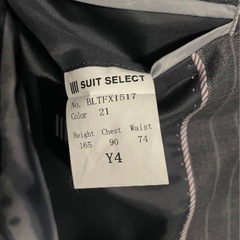 SUIT SELECT
No. BLTFX1517
Color 21
Height Chest Waist
165 90 74
Y4